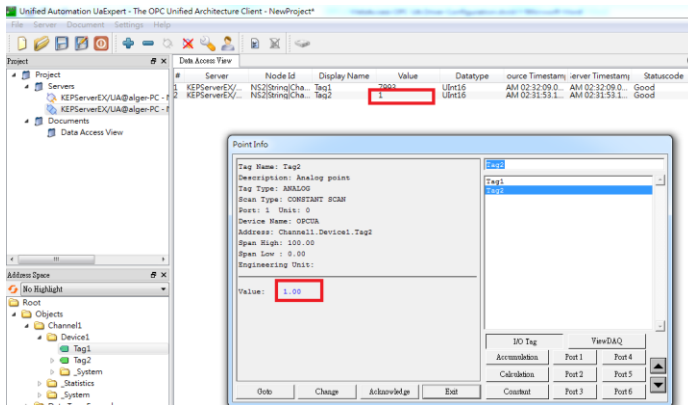 Unified Automation UaExpert - The OPC Unified Architecture Client - NewProject*
File Server Document Settings Help
Project
Project
Servers
KEPServerEX/UA@alger-PC - 
KEPServerEX/UA@alger-PC - 
Documents
Data Access View
Data Access View
# Server Node Id Display Name Value Datatype ource Timestamp erver Timestamp Statuscode
1 KEPServerEX/... NS2|String|Cha... Tag1 7993 UInt16 AM 02:32:09.0... AM 02:32:09.0... Good
2 KEPServerEX/... NS2|String|Cha... Tag2 1 UInt16 AM 02:31:53.1... AM 02:31:53.1... Good
Address Space
No Highlight
Root
Objects
Channel1
Device1
Tag1
Tag2
_System
_Statistics
_System
Point Info
Tag Name: Tag2
Description: Analog point
Tag Type: ANALOG
Scan Type: CONSTANT SCAN
Port: 1 Unit: 0
Device Name: OPCUA
Address: Channel1.Device1.Tag2
Span High: 100.00
Span Low : 0.00
Engineering Unit:
Value: 1.00
Tag2
Tag1
Tag2
I/O Tag ViewDAQ
Accumulation Port 1 Port 4
Calculation Port 2 Port 5
Constant Port 3 Port 6
Goto Change Acknowledge Exit